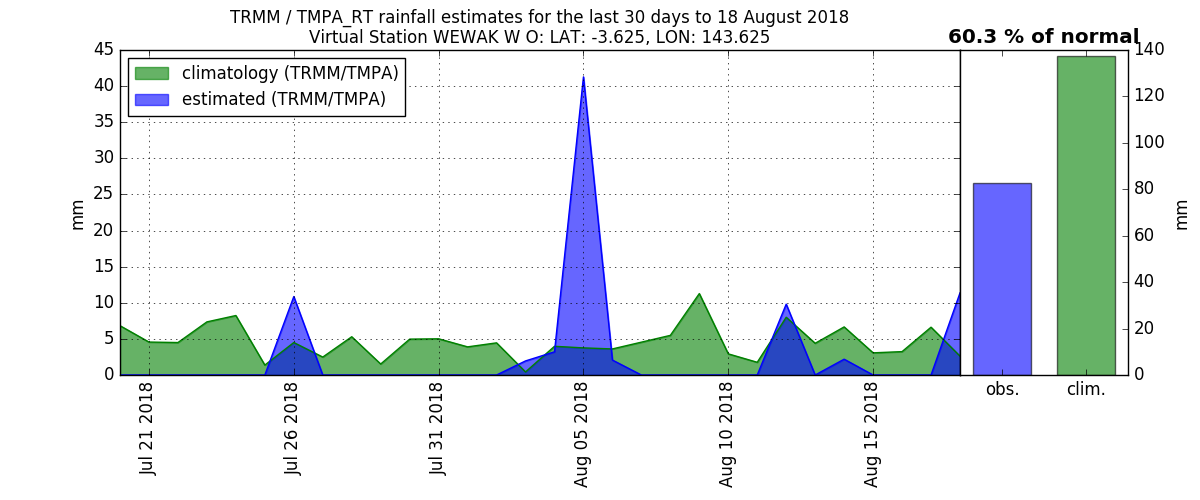 TRMM / TMPA_RT rainfall estimates for the last 30 days to 18 August 2018
Virtual Station WEWAK W O: LAT: -3.625, LON: 143.625
60.3 % of normal
climatology (TRMM/TMPA)
estimated (TRMM/TMPA)
45
40
35
30
25
20
15
10
5
0
mm
Jul 21 2018
Jul 26 2018
Jul 31 2018
Aug 05 2018
Aug 10 2018
Aug 15 2018
140
120
100
80
60
40
20
0
mm
obs.
clim.